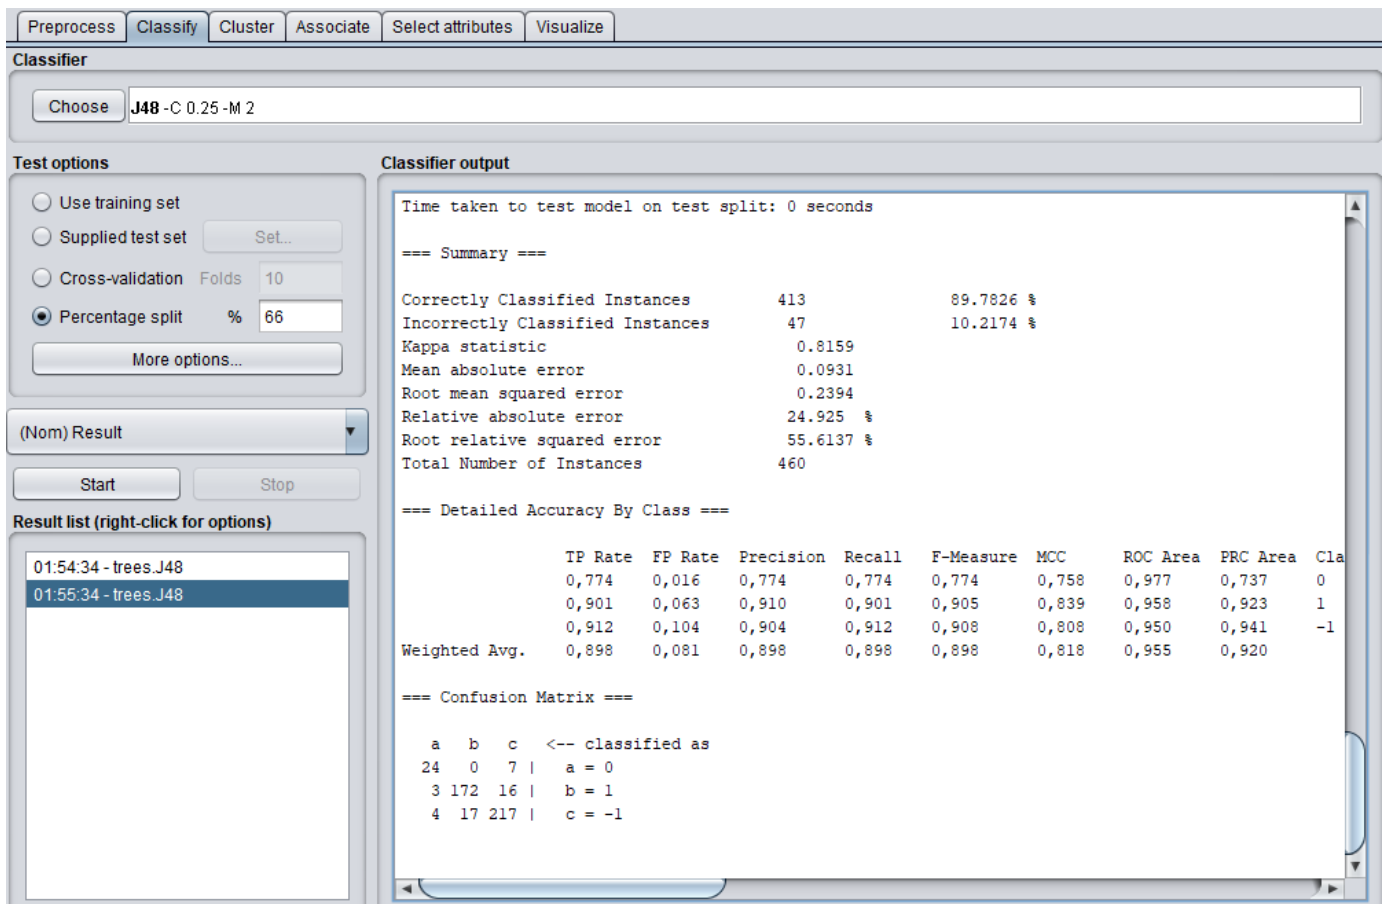 Preprocess Classify Cluster Associate Select attributes Visualize
Classifier
Choose J48 -C 0.25 -M 2
Test options
Use training set
Supplied test set Set...
Cross-validation Folds 10
Percentage split % 66
More options...
(Nom) Result
Start Stop
Result list (right-click for options)
01:54:34 - trees.J48
01:55:34 - trees.J48
Classifier output
Time taken to test model on test split: 0 seconds
=== Summary ===
Correctly Classified Instances 413 89.7826 %
Incorrectly Classified Instances 47 10.2174 %
Kappa statistic 0.8159
Mean absolute error 0.0931
Root mean squared error 0.2394
Relative absolute error 24.925 %
Root relative squared error 55.6137 %
Total Number of Instances 460
=== Detailed Accuracy By Class ===
TP Rate FP Rate Precision Recall F-Measure MCC ROC Area PRC Area Cla
0,774 0,016 0,774 0,774 0,774 0,758 0,977 0,737 0
0,901 0,063 0,910 0,901 0,905 0,839 0,958 0,923 1
0,912 0,104 0,904 0,912 0,908 0,808 0,950 0,941 -1
Weighted Avg. 0,898 0,081 0,898 0,898 0,898 0,818 0,955 0,920
=== Confusion Matrix ===
a b c <-- classified as
24 0 7 | a = 0
3 172 16 | b = 1
4 17 217 | c = -1